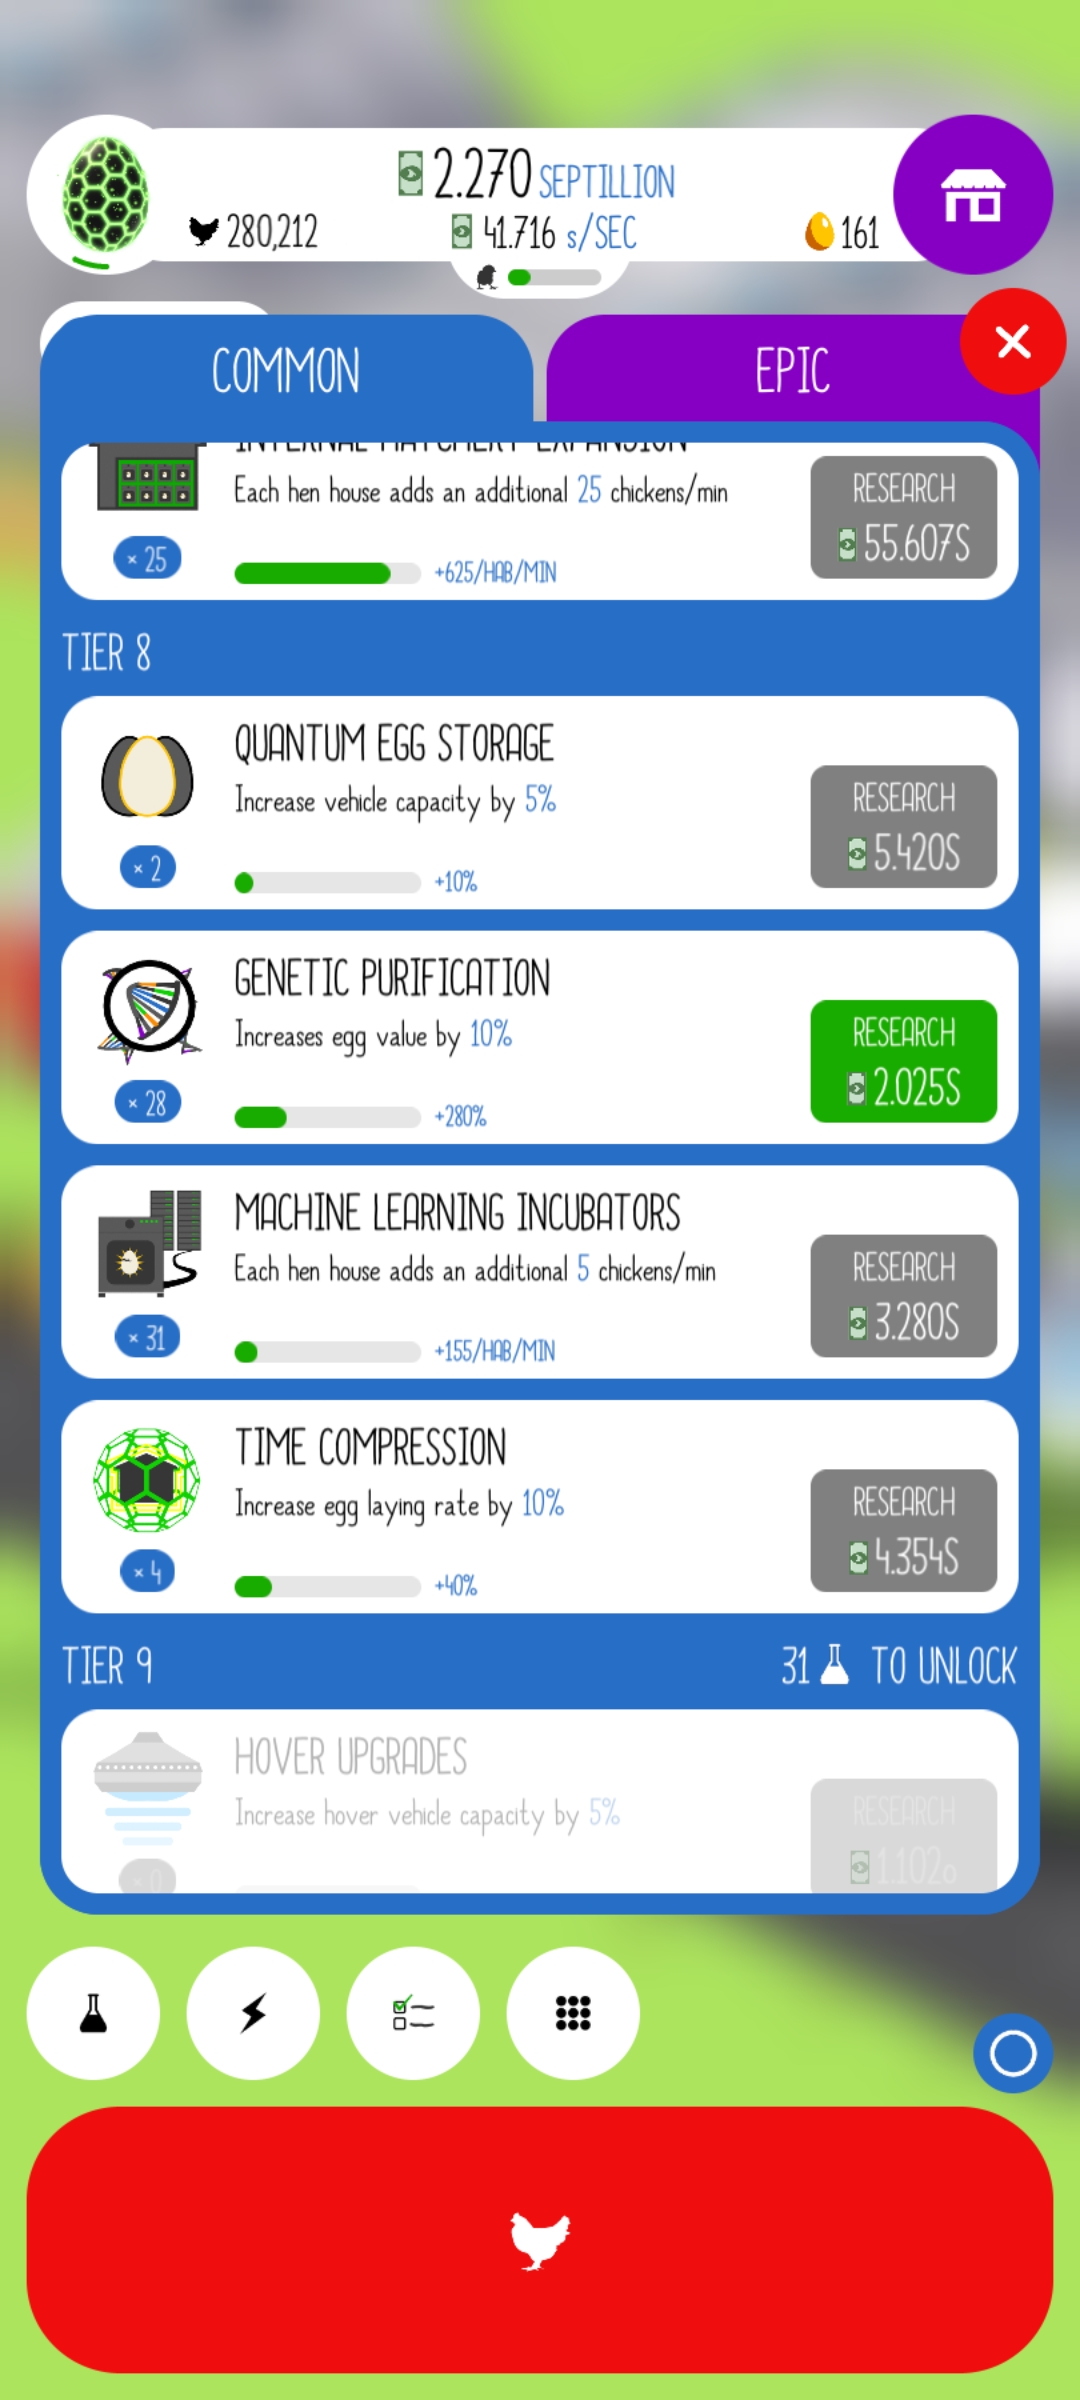 2.270 SEPTILLION
280,212
41.716 s/SEC
161
COMMON
EPIC
INTERNAL HATCHERY EXPANSION
Each hen house adds an additional 25 chickens/min
RESEARCH
55.607S
× 25
+625/HAB/MIN
TIER 8
QUANTUM EGG STORAGE
Increase vehicle capacity by 5%
RESEARCH
5.420S
× 2
+10%
GENETIC PURIFICATION
Increases egg value by 10%
RESEARCH
2.025S
× 28
+280%
MACHINE LEARNING INCUBATORS
Each hen house adds an additional 5 chickens/min
RESEARCH
3.280S
× 31
+155/HAB/MIN
TIME COMPRESSION
Increase egg laying rate by 10%
RESEARCH
4.354S
× 4
+40%
TIER 9
31 TO UNLOCK
HOVER UPGRADES
Increase hover vehicle capacity by 5%
RESEARCH
1.102o
× 0